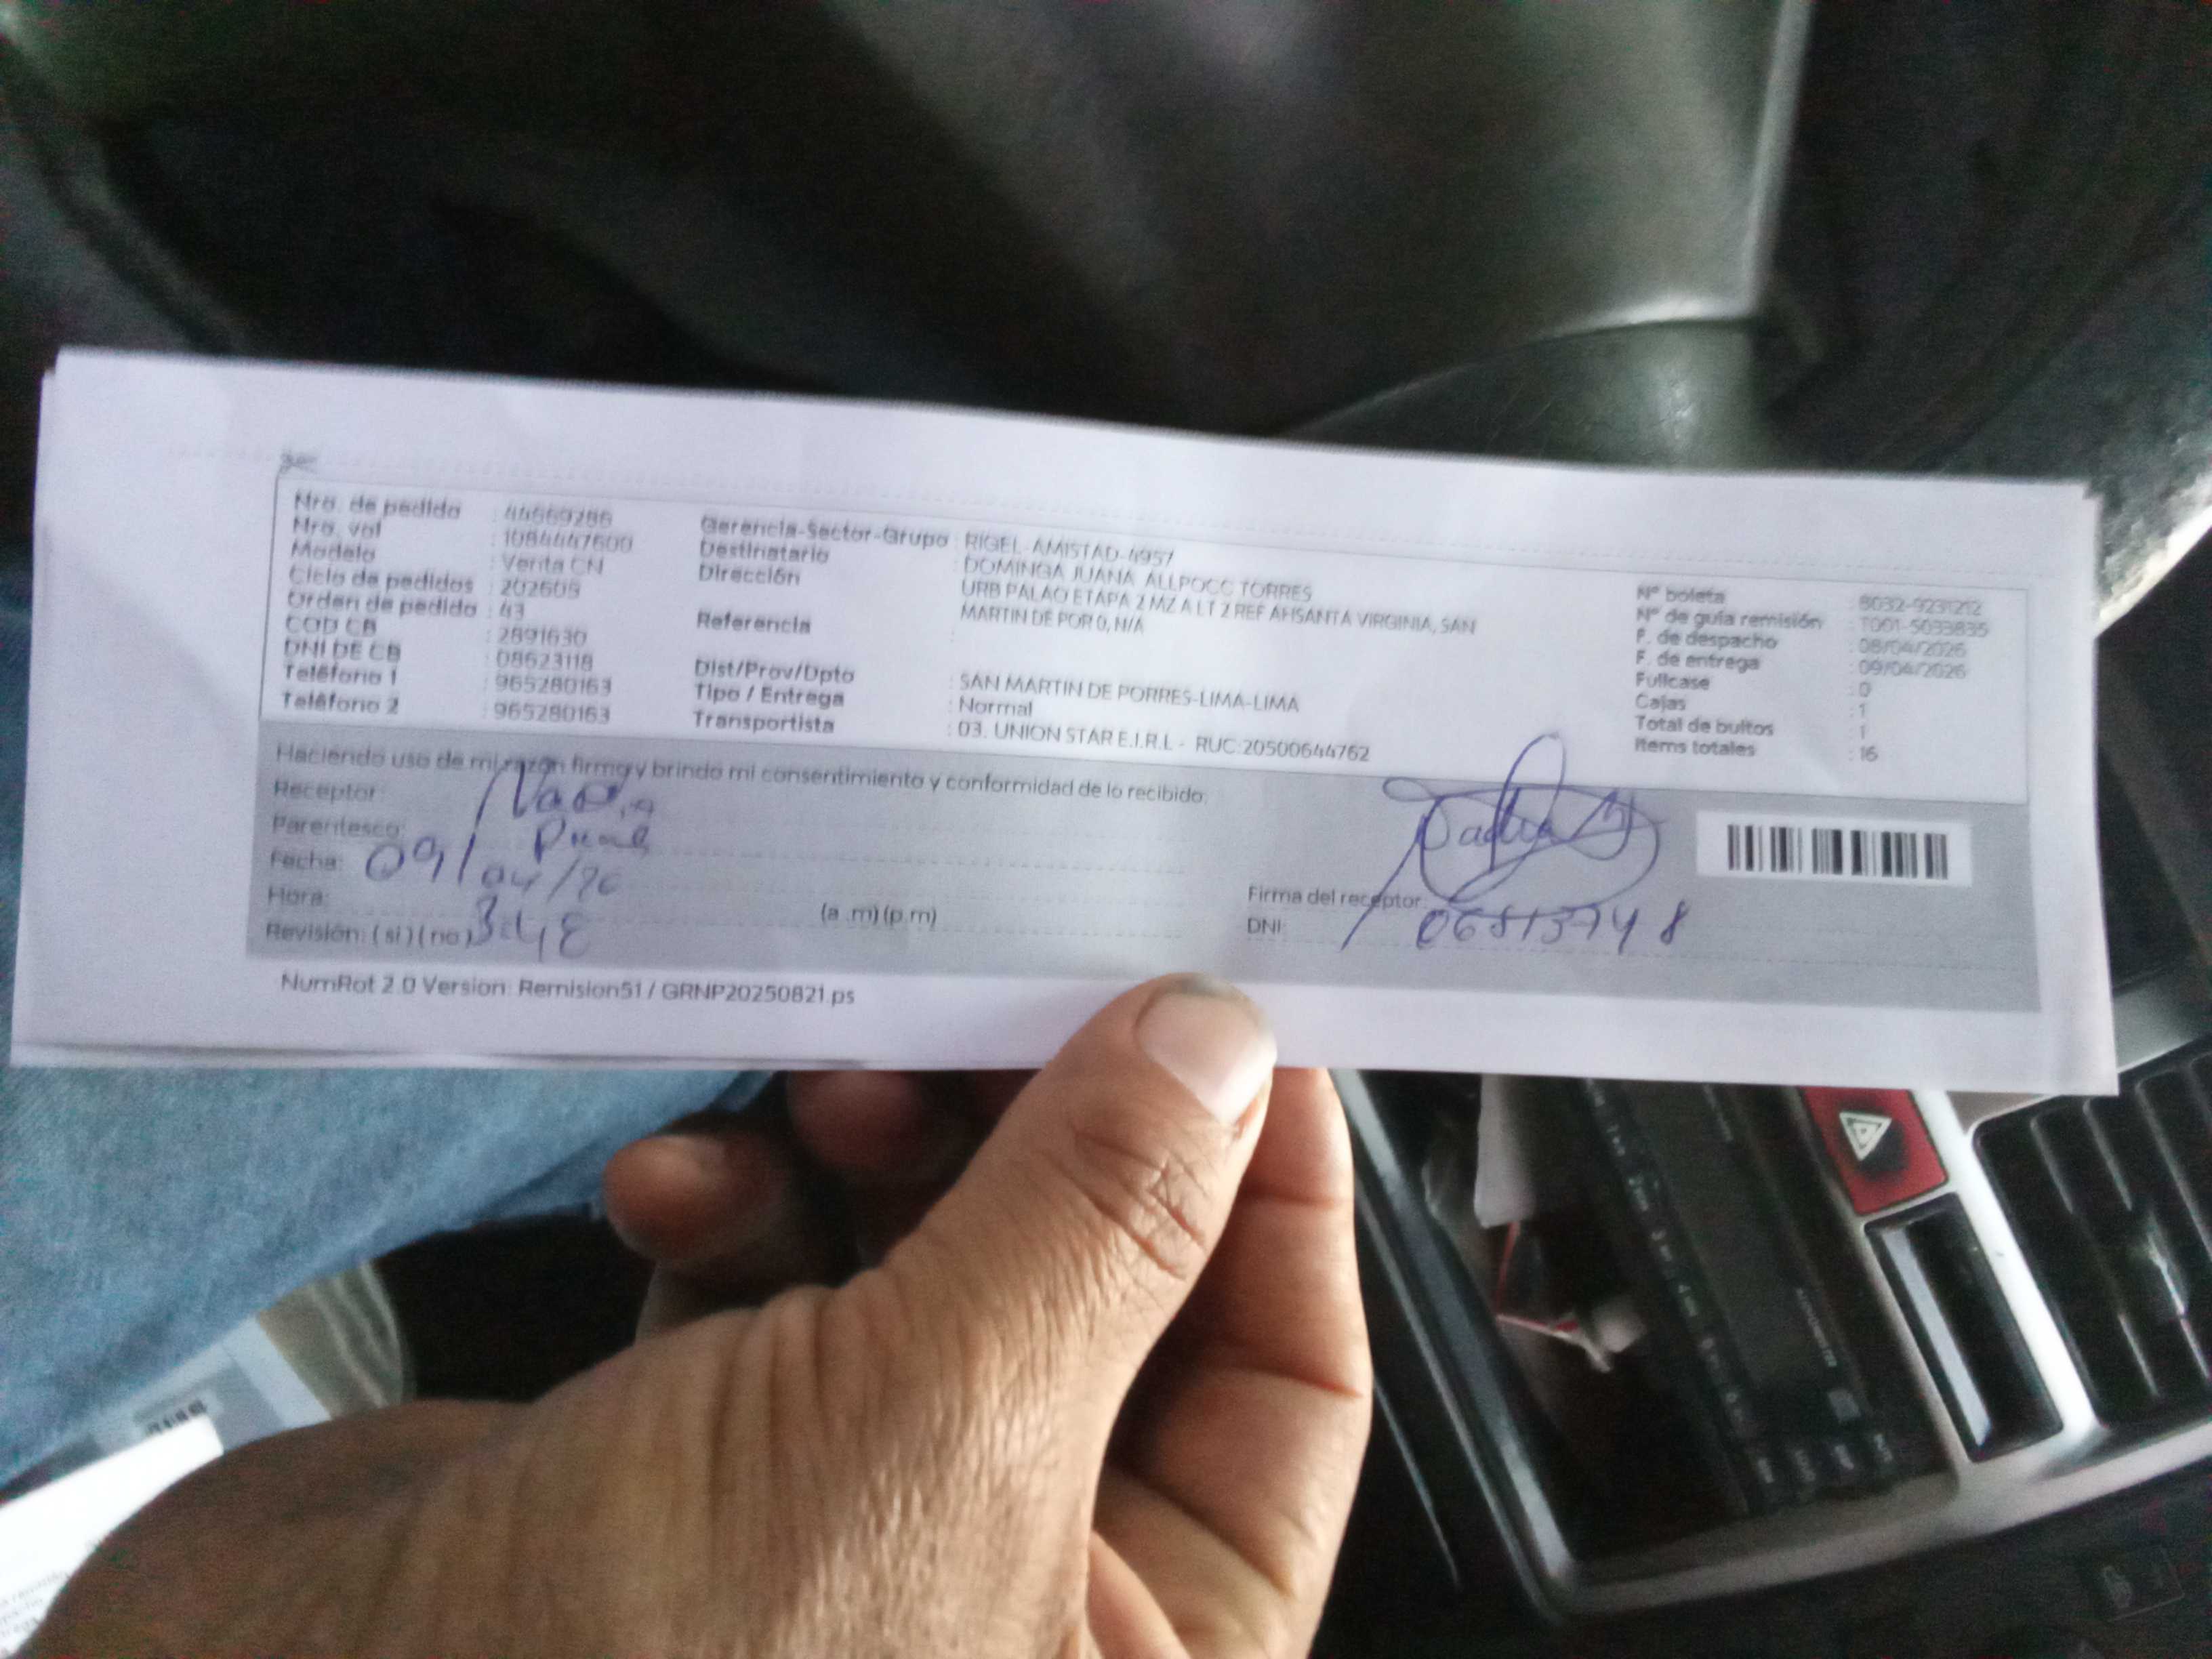 Nro. de pedido : 44669286
Nro. vol : 1084447600
Modelo : Venta CN
Ciclo de pedidos : 202605
Orden de pedido : 43
COD CB : 2891630
DNI DE CB : 08623118
Teléfono 1 : 965280163
Teléfono 2 : 965280163
Gerencia-Sector-Grupo : RIGEL-AMISTAD-4957
Destinatario : DOMINGA JUANA ALLPOCC TORRES
Dirección : URB PALAO ETAPA 2 MZ A LT 2 REF AHSANTA VIRGINIA, SAN
MARTIN DE POR 0, N/A
Referencia :
Dist/Prov/Dpto : SAN MARTIN DE PORRES-LIMA-LIMA
Tipo / Entrega : Normal
Transportista : 03. UNION STAR E.I.R.L - RUC:20500644762
N° boleta : B032-9231212
N° de guía remisión : T001-5033835
F. de despacho : 08/04/2026
F. de entrega : 09/04/2026
Fullcase : 0
Cajas : 1
Total de bultos : 1
Items totales : 16
Haciendo uso de mi razón firmo y brindo mi consentimiento y conformidad de lo recibido:
Receptor:
Parentesco:
Fecha: 09/04/26
Hora: (a.m) (p.m)
Revisión: ( si ) ( no )
Firma del receptor:
DNI:
NumRot 2.0 Version: Remision51 / GRNP20250821.ps